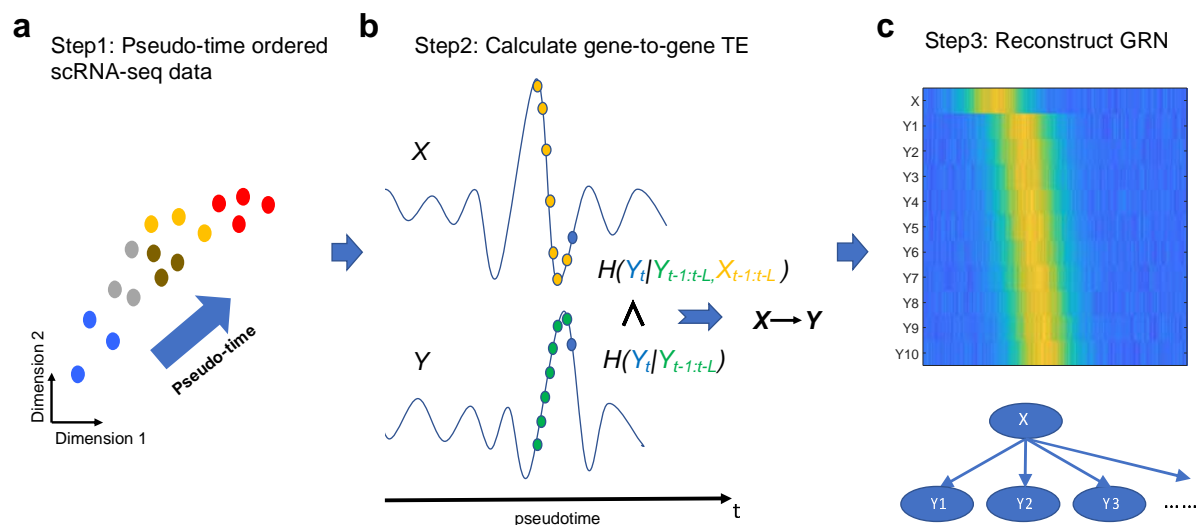 a
Step1: Pseudo-time ordered
scRNA-seq data
Pseudo-time
Dimension 2
Dimension 1
b
Step2: Calculate gene-to-gene TE
X
H(Yt|Yt-1:t-L,Xt-1:t-L)
<
H(Yt|Yt-1:t-L)
X→Y
Y
t
pseudotime
c
Step3: Reconstruct GRN
X
Y1
Y2
Y3
Y4
Y5
Y6
Y7
Y8
Y9
Y10
X
Y1 Y2 Y3 ......